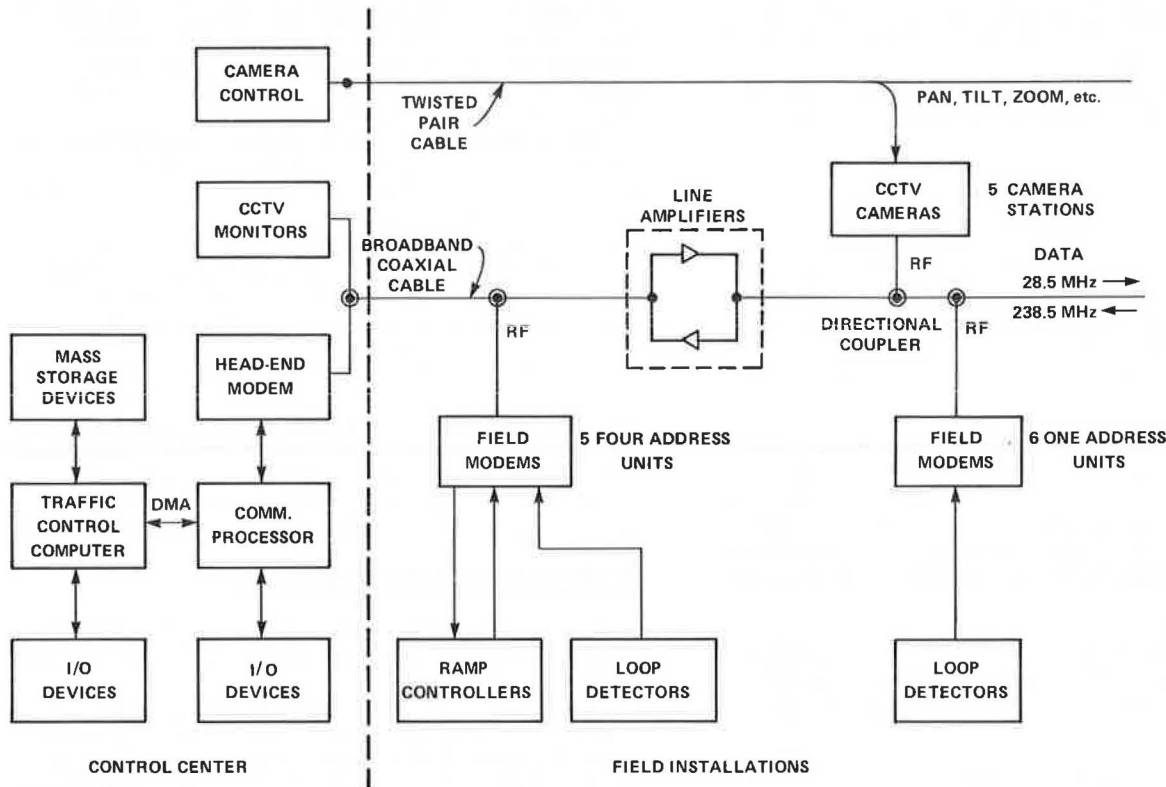 CAMERA
CONTROL
TWISTED
PAIR
CABLE
PAN, TILT, ZOOM, etc.
CCTV
MONITORS
BROADBAND
COAXIAL
CABLE
LINE
AMPLIFIERS
CCTV
CAMERAS
5 CAMERA
STATIONS
RF
DATA
28.5 MHz
238.5 MHz
RF
DIRECTIONAL
COUPLER
RF
MASS
STORAGE
DEVICES
HEAD-END
MODEM
FIELD
MODEMS
5 FOUR ADDRESS
UNITS
FIELD
MODEMS
6 ONE ADDRESS
UNITS
TRAFFIC
CONTROL
COMPUTER
DMA
COMM.
PROCESSOR
I/O
DEVICES
I/O
DEVICES
RAMP
CONTROLLERS
LOOP
DETECTORS
LOOP
DETECTORS
CONTROL CENTER
FIELD INSTALLATIONS